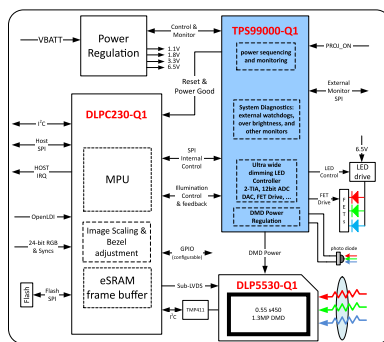 VBATT
Power
Regulation
1.1V
1.8V
3.3V
6.5V
Control &
Monitor
TPS99000-Q1
power sequencing
and monitoring
PROJ_ON
Reset &
Power Good
External
Monitor
SPI
System Diagnostics:
external watchdogs,
over brightness, and
other monitors
DLPC230-Q1
I²C
Host
SPI
HOST
IRQ
MPU
SPI
Internal
Control
Illumination
Control
& feedback
Ultra wide
dimming LED
Controller
2-TIA, 12bit ADC
DAC, FET Drive, ...
DMD Power
Regulation
6.5V
LED
Control
LED
drive
FET
Drive
FETs
OpenLDI
24-bit RGB
& Syncs
Image Scaling &
Bezel
adjustment
GPIO
(configurable)
DMD Power
photo diode
Flash
Flash
SPI
eSRAM
frame buffer
Sub-LVDS
I²C
TMP411
DLP5530-Q1
0.55 s450
1.3MP DMD